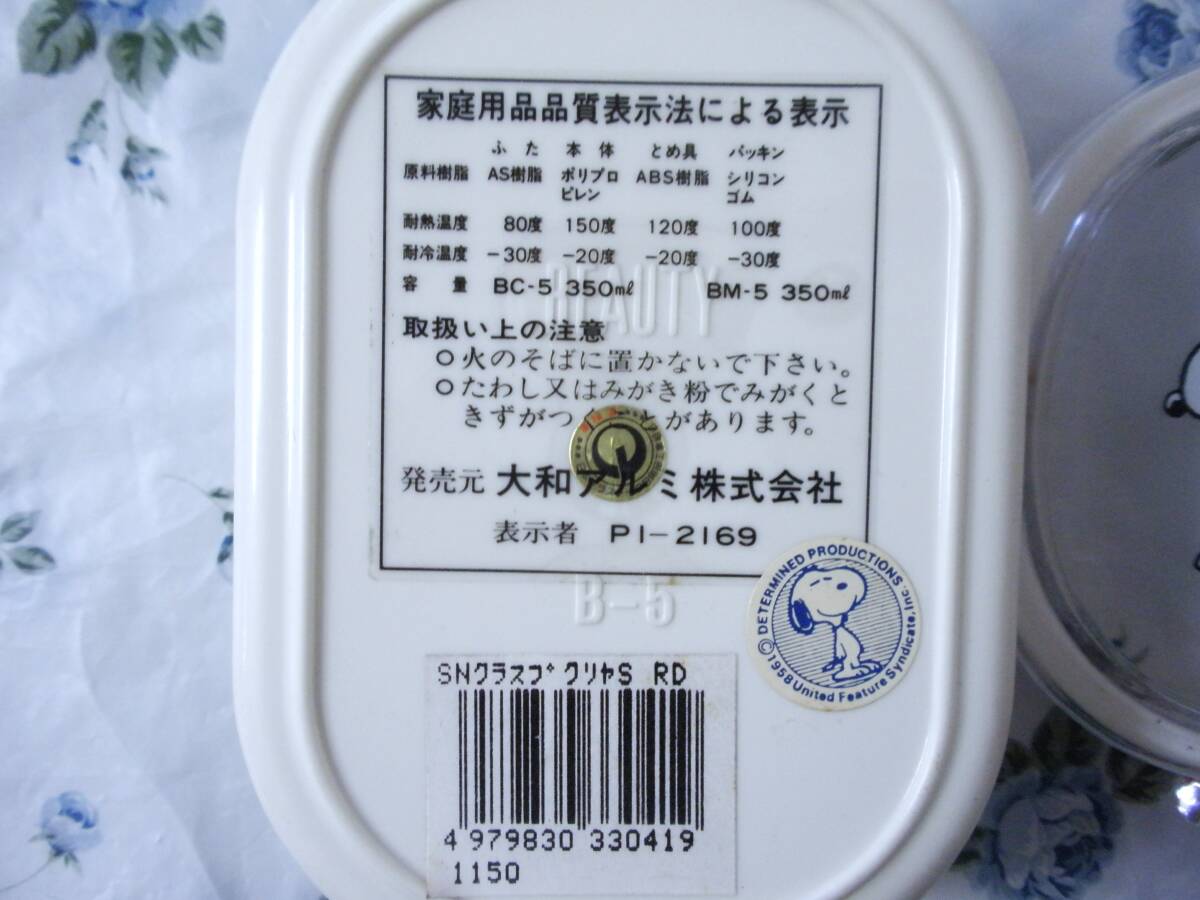 家庭用品品質表示法による表示
ふた 本体 とめ具 パッキン
原料樹脂 AS樹脂 ポリプロピレン ABS樹脂 シリコンゴム
耐熱温度 80度 150度 120度 100度
耐冷温度 -30度 -20度 -20度 -30度
容量 BC-5 350ml BM-5 350ml
BEAUTY
取扱い上の注意
○火のそばに置かないで下さい。
○たわし又はみがき粉でみがくと
きずがつくことがあります。
発売元 大和アルミ株式会社
表示者 PI-2169
B-5
©DETERMINED PRODUCTIONS, Inc.
1958 United Feature Syndicate,
SNクラスプクリヤS RD
4 979830 330419
1150